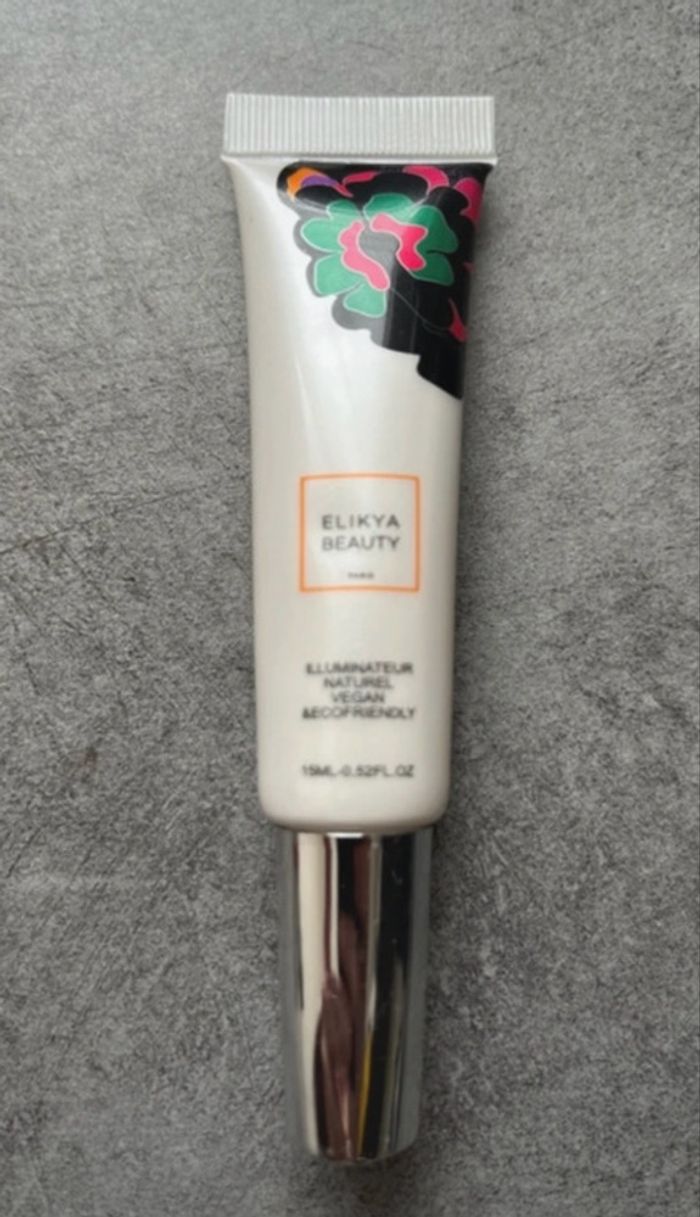 ELIKYA
BEAUTY
PARIS
ILLUMINATEUR
NATUREL
VEGAN
&ECOFRIENDLY
15ML-0.52FL.OZ